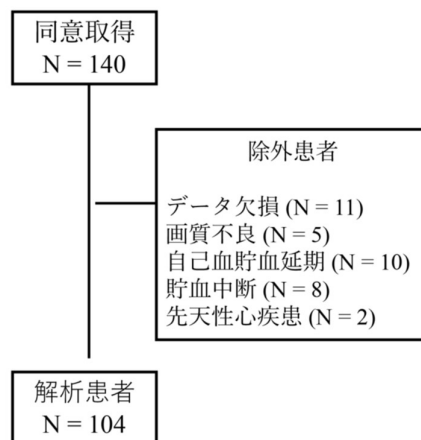 同意取得
N = 140
除外患者
データ欠損 (N = 11)
画質不良 (N = 5)
自己血貯血延期 (N = 10)
貯血中断 (N = 8)
先天性心疾患 (N = 2)
解析患者
N = 104